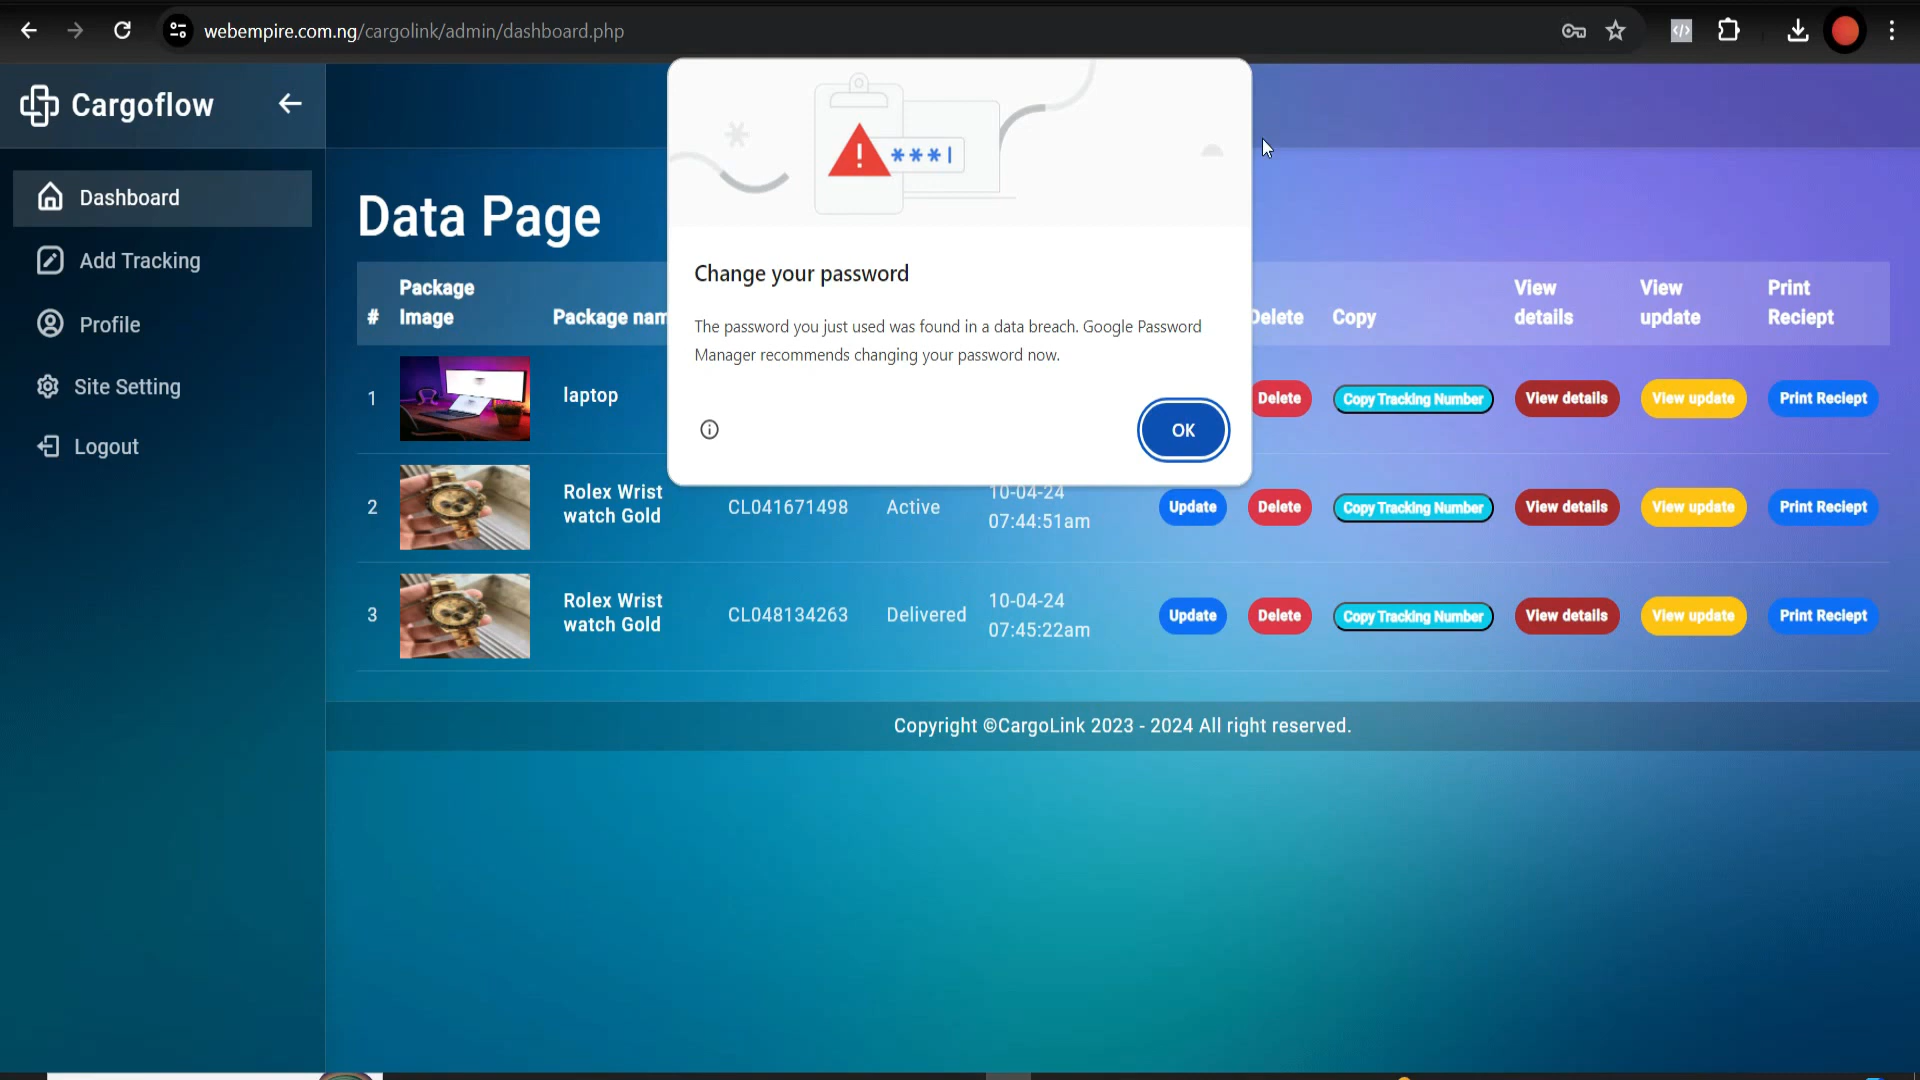 webempire.com.ng/cargolink/admin/dashboard.php
Cargoflow
Dashboard
Add Tracking
Profile
Site Setting
Logout
Data Page
Change your password
The password you just used was found in a data breach. Google Password
Manager recommends changing your password now.
OK
# Package Image Package nam Delete Copy View details View update Print Reciept
1 laptop Delete Copy Tracking Number View details View update Print Reciept
2 Rolex Wrist watch Gold CL041671498 Active 10-04-24 07:44:51am Update Delete Copy Tracking Number View details View update Print Reciept
3 Rolex Wrist watch Gold CL048134263 Delivered 10-04-24 07:45:22am Update Delete Copy Tracking Number View details View update Print Reciept
Copyright ©CargoLink 2023 - 2024 All right reserved.